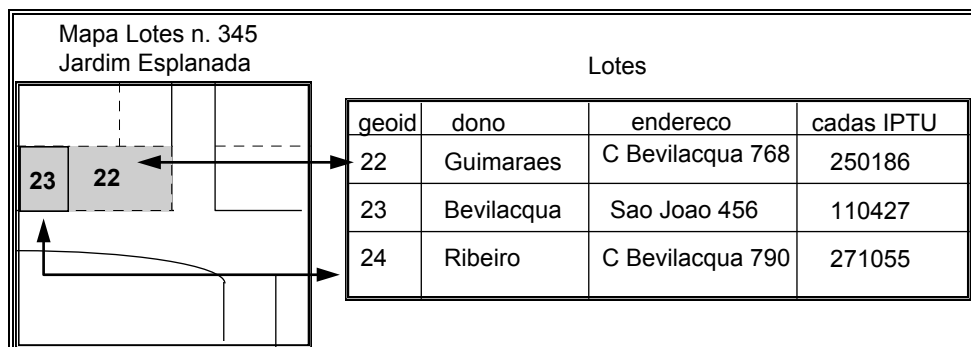 Mapa Lotes n. 345
Jardim Esplanada
23 22
Lotes
geoid dono endereco cadas IPTU
22 Guimaraes C Bevilacqua 768 250186
23 Bevilacqua Sao Joao 456 110427
24 Ribeiro C Bevilacqua 790 271055